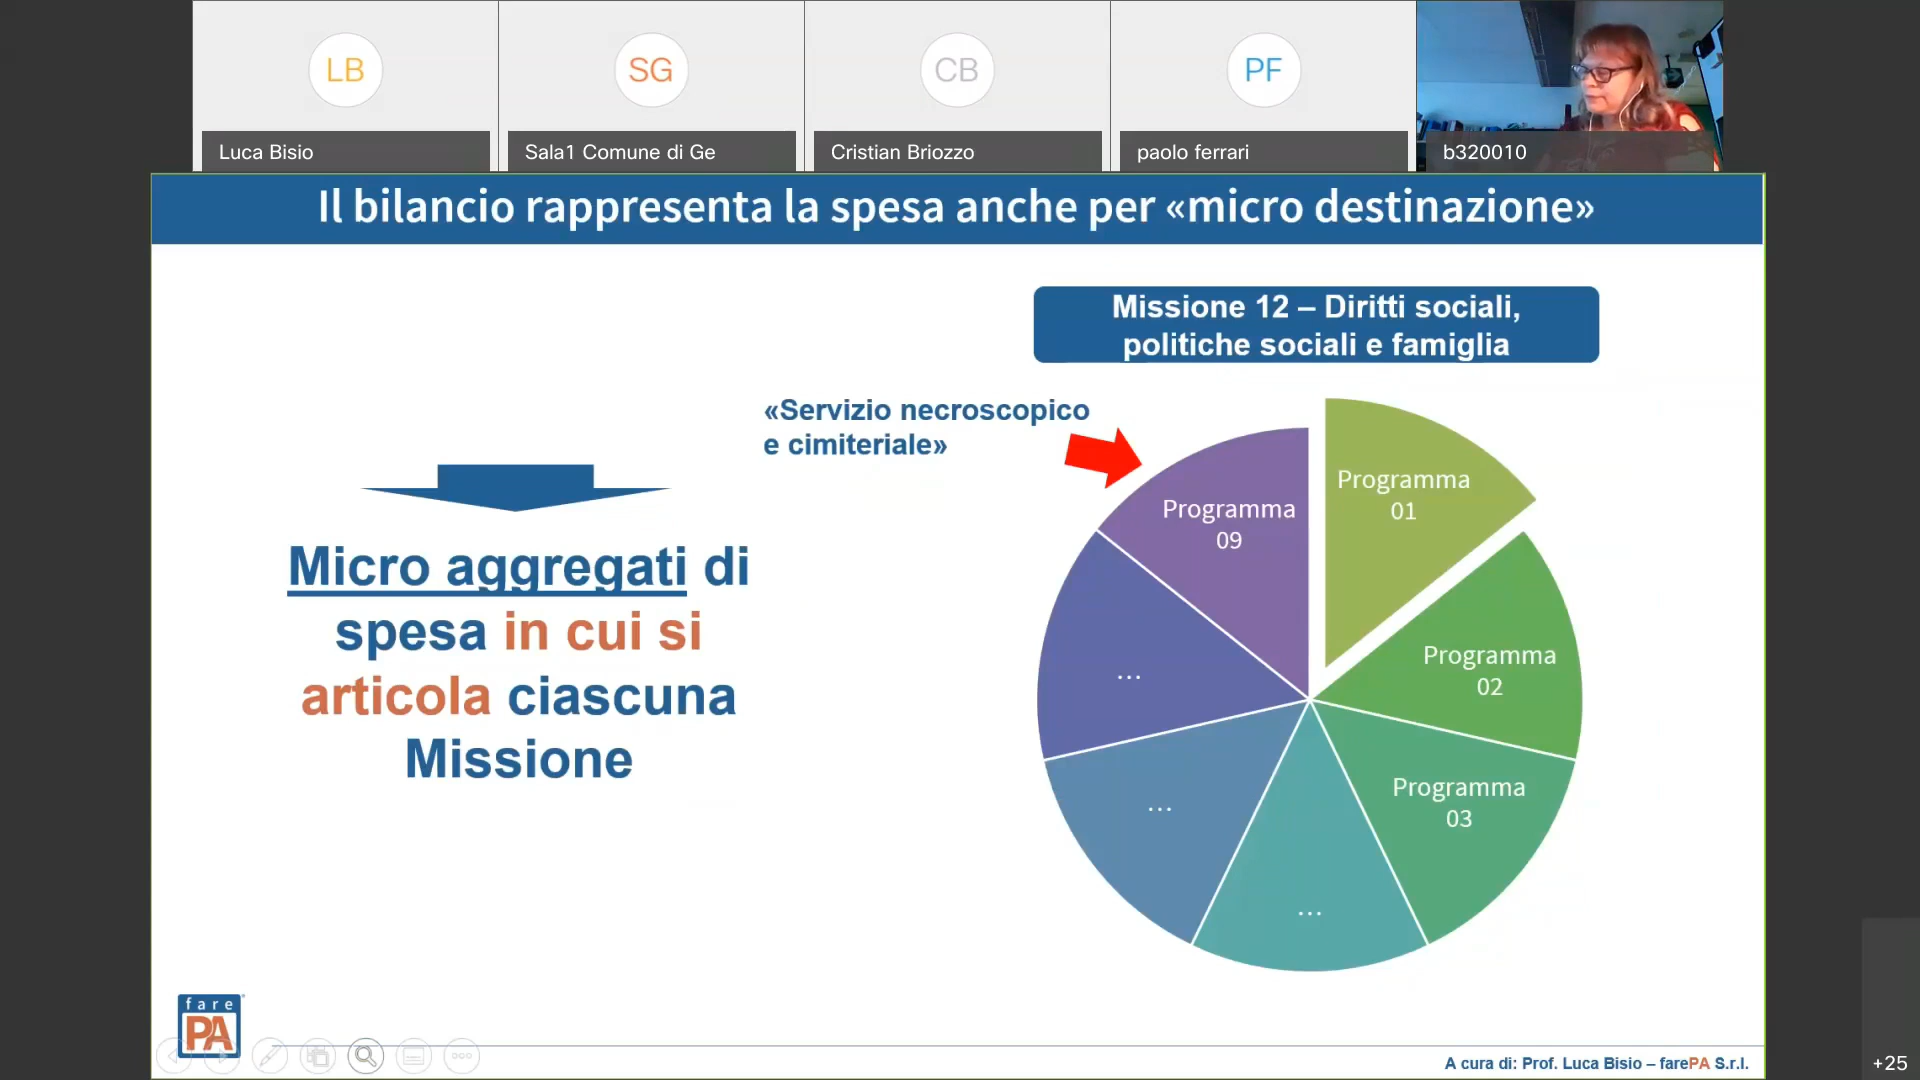 LB
SG
CB
PF
Luca Bisio
Sala1 Comune di Ge
Cristian Briozzo
paolo ferrari
b320010
Il bilancio rappresenta la spesa anche per «micro destinazione»
Missione 12 – Diritti sociali,
politiche sociali e famiglia
«Servizio necroscopico
e cimiteriale»
Programma
01
Programma
09
Programma
02
Programma
03
...
...
...
Micro aggregati di
spesa in cui si
articola ciascuna
Missione
fare
PA
A cura di: Prof. Luca Bisio – farePA S.r.l.
+25